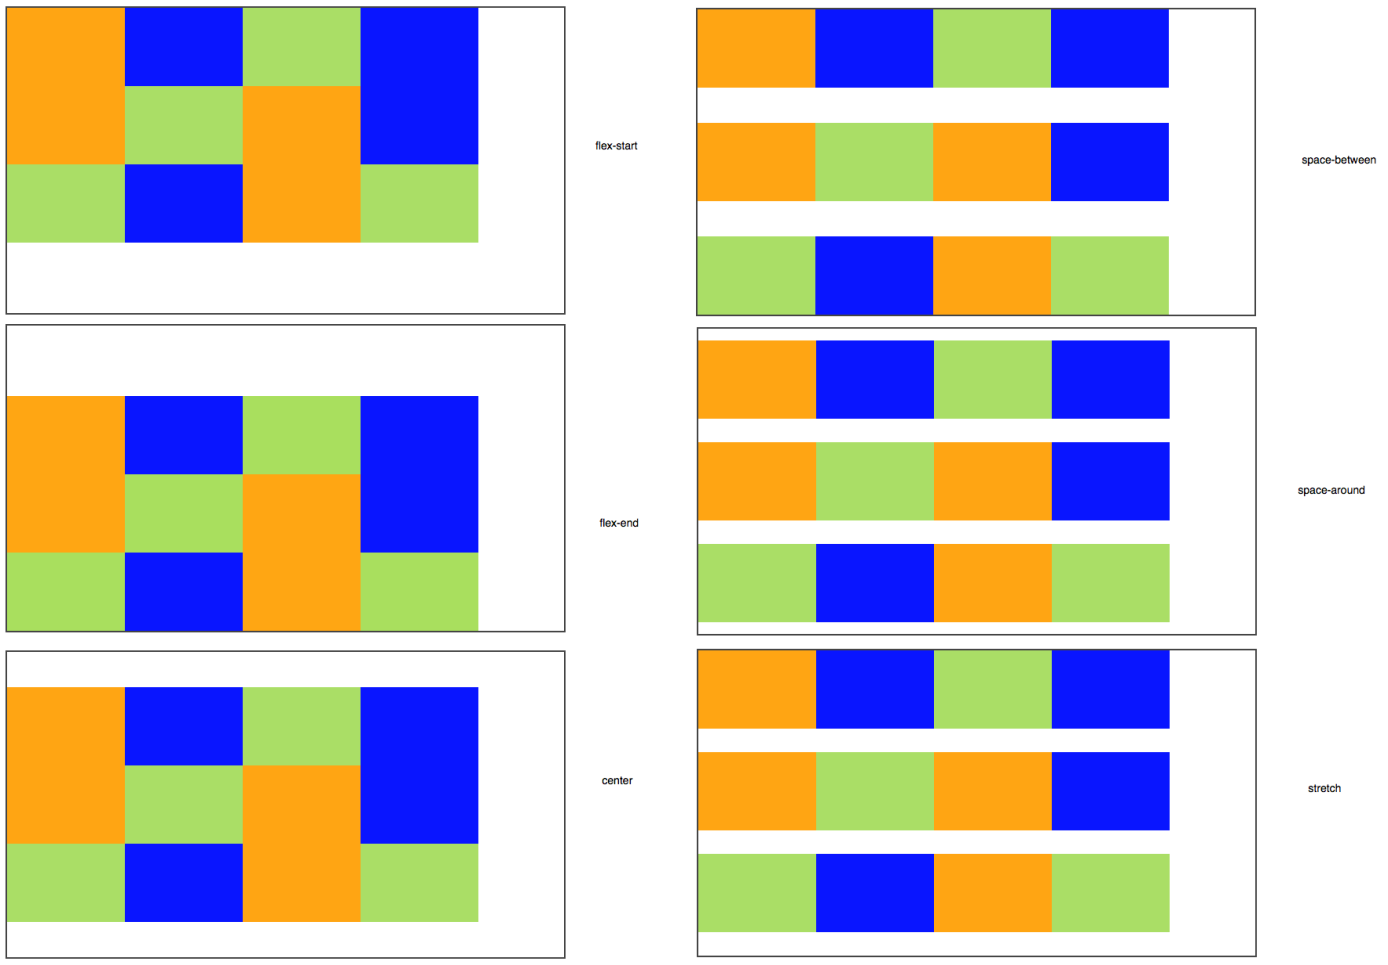 flex-start
space-between
flex-end
space-around
center
stretch